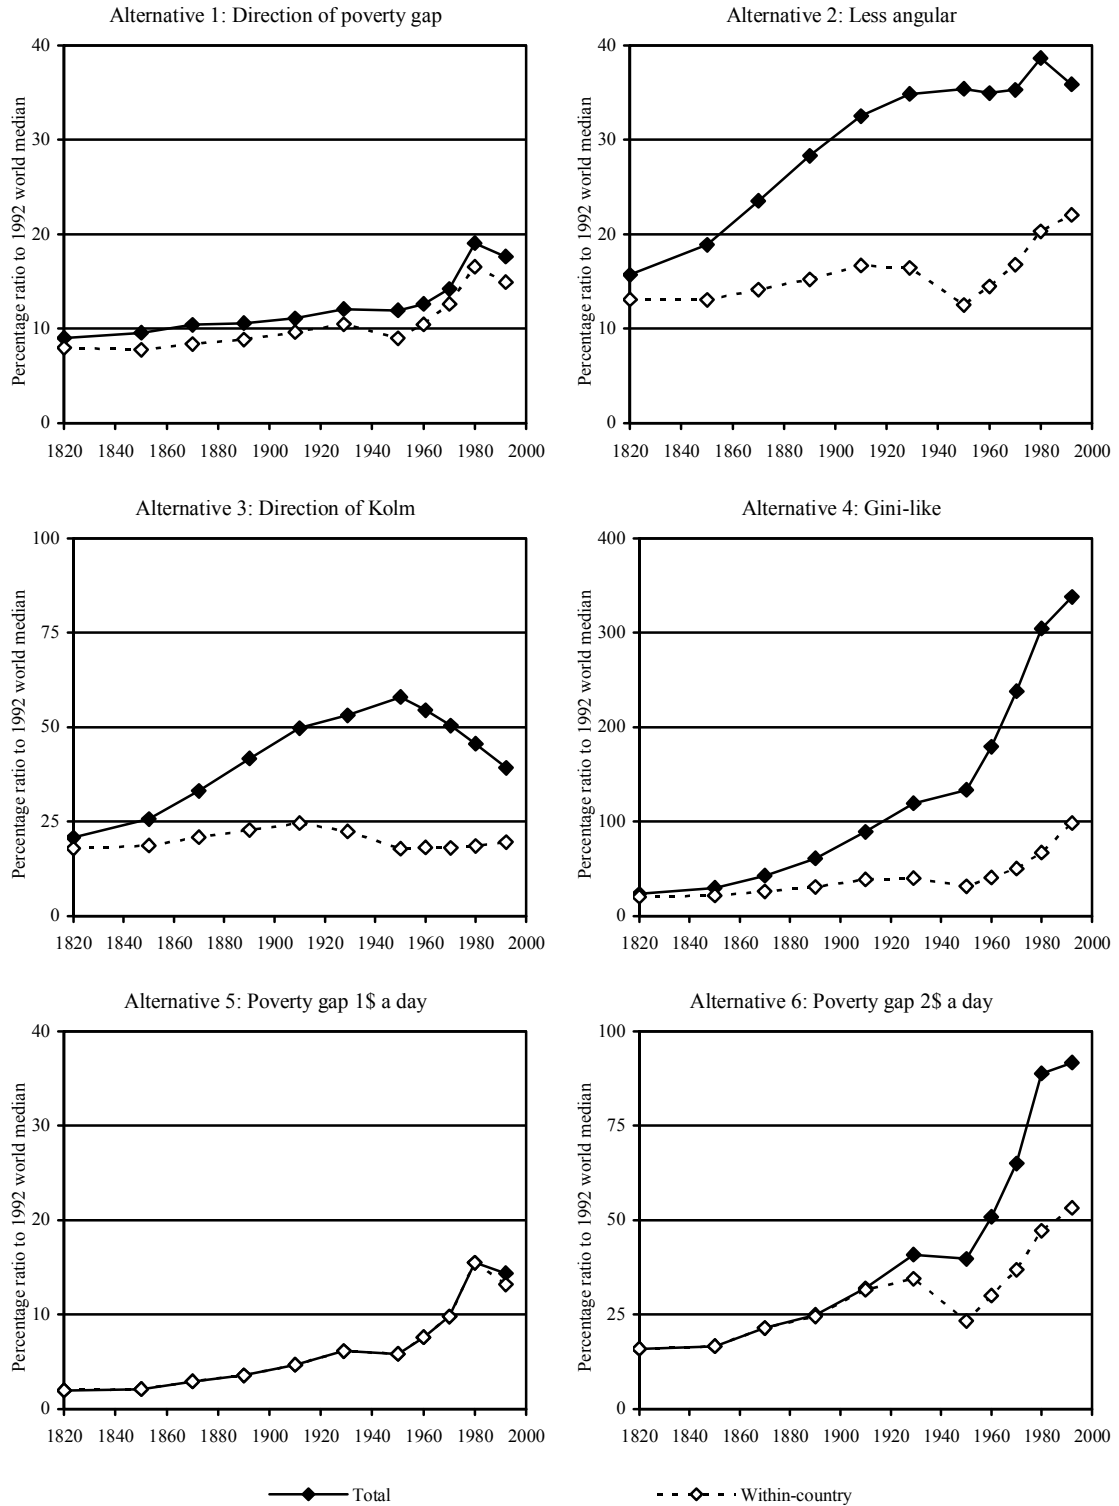 Alternative 1: Direction of poverty gap
Percentage ratio to 1992 world median
40
30
20
10
0
1820 1840 1860 1880 1900 1920 1940 1960 1980 2000
Alternative 2: Less angular
Percentage ratio to 1992 world median
40
30
20
10
0
1820 1840 1860 1880 1900 1920 1940 1960 1980 2000
Alternative 3: Direction of Kolm
Percentage ratio to 1992 world median
100
75
50
25
0
1820 1840 1860 1880 1900 1920 1940 1960 1980 2000
Alternative 4: Gini-like
Percentage ratio to 1992 world median
400
300
200
100
0
1820 1840 1860 1880 1900 1920 1940 1960 1980 2000
Alternative 5: Poverty gap 1$ a day
Percentage ratio to 1992 world median
40
30
20
10
0
1820 1840 1860 1880 1900 1920 1940 1960 1980 2000
Alternative 6: Poverty gap 2$ a day
Percentage ratio to 1992 world median
100
75
50
25
0
1820 1840 1860 1880 1900 1920 1940 1960 1980 2000
Total
Within-country